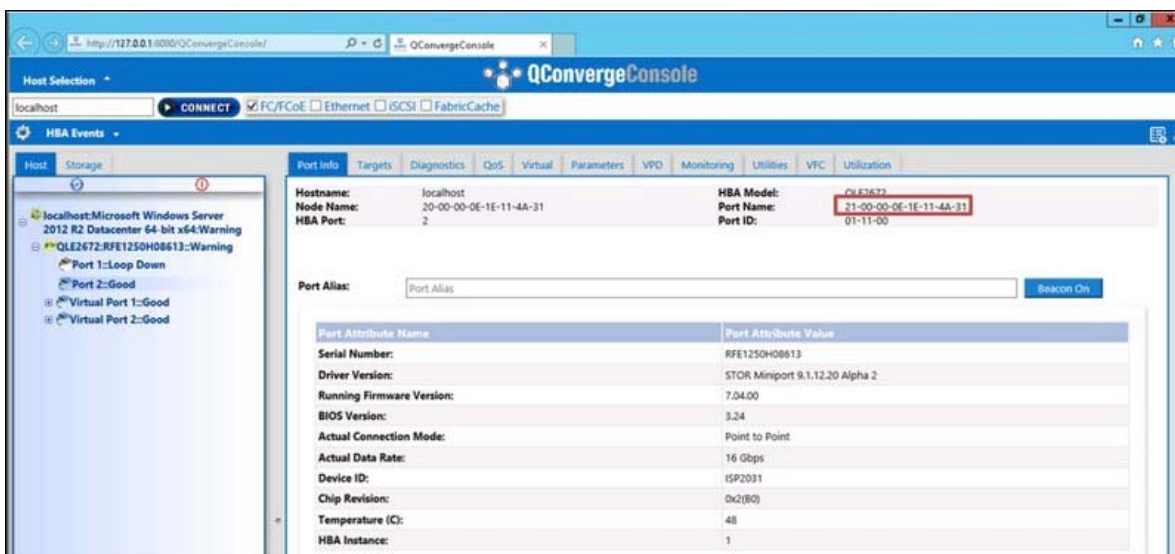 http://127.0.0.1:8080/QConvergeConsole/
QConvergeConsole
Host Selection
QConvergeConsole
localhost
CONNECT
FC/FCoE Ethernet iSCSI FabricCache
HBA Events
Host Storage
Port Info Targets Diagnostics QoS Virtual Parameters VPD Monitoring Utilities VFC Utilization
localhost:Microsoft Windows Server
2012 R2 Datacenter 64-bit x64:Warning
QLE2672:RFE1250H08613::Warning
Port 1::Loop Down
Port 2::Good
Virtual Port 1::Good
Virtual Port 2::Good
Hostname: localhost HBA Model: QLE2672
Node Name: 20-00-00-0E-1E-11-4A-31 Port Name: 21-00-00-0E-1E-11-4A-31
HBA Port: 2 Port ID: 01-11-00
Port Alias: Port Alias Beacon On
Port Attribute Name Port Attribute Value
Serial Number: RFE1250H08613
Driver Version: STOR Miniport 9.1.12.20 Alpha 2
Running Firmware Version: 7.04.00
BIOS Version: 3.24
Actual Connection Mode: Point to Point
Actual Data Rate: 16 Gbps
Device ID: ISP2031
Chip Revision: 0x2(B0)
Temperature (C): 48
HBA Instance: 1